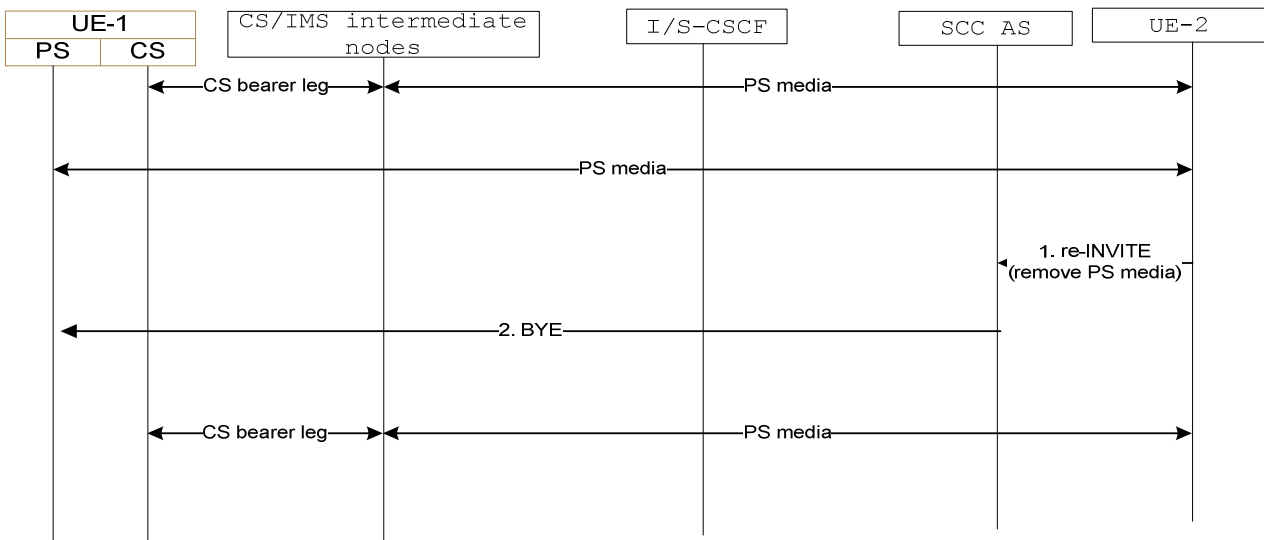 UE-1
PS CS
CS/IMS intermediate
nodes
I/S-CSCF
SCC AS
UE-2
CS bearer leg
PS media
PS media
1. re-INVITE
(remove PS media)
2. BYE
CS bearer leg
PS media